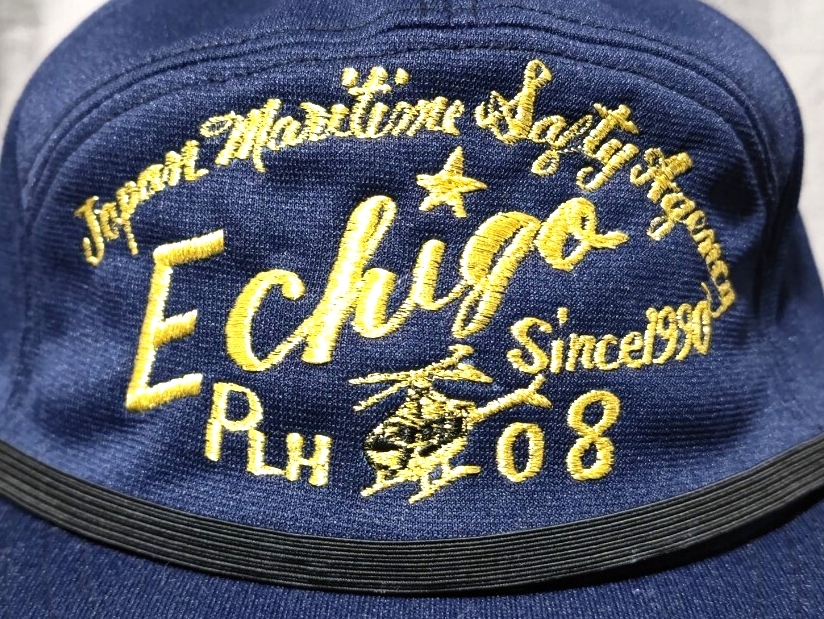 Japan Maritime Safty Agency
Echigo
Since1990
PLH 08